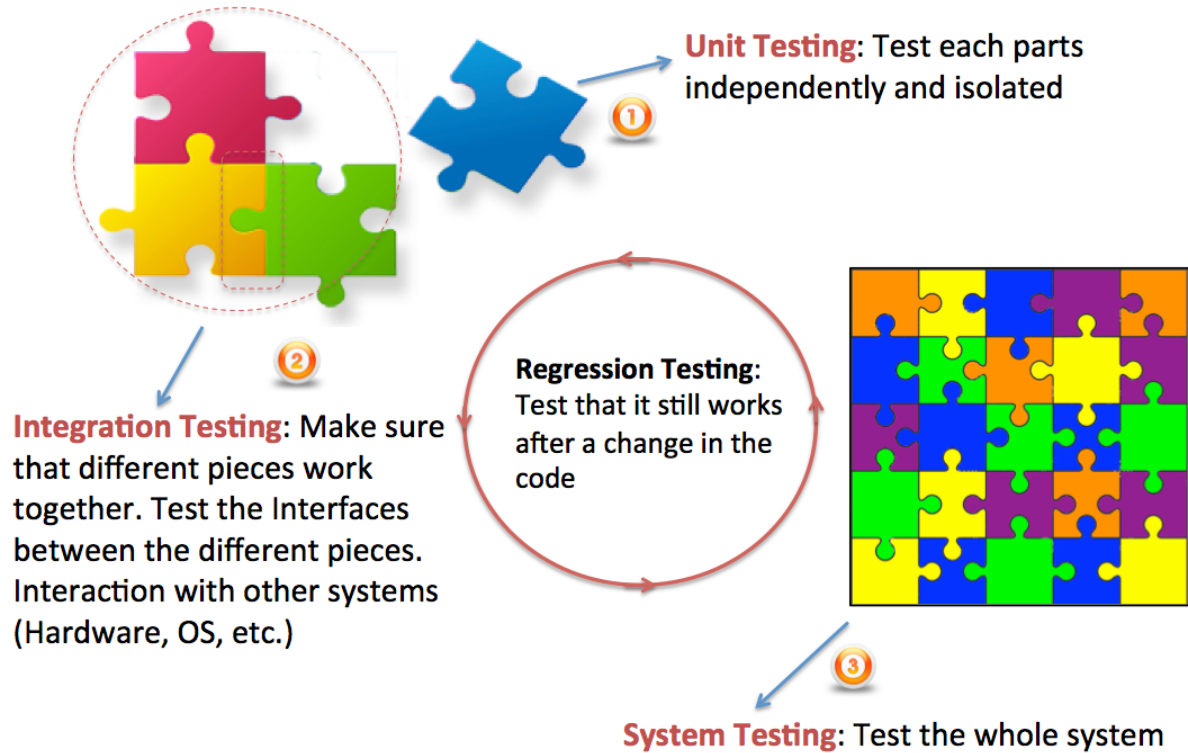 Unit Testing: Test each parts
independently and isolated
1
2
Integration Testing: Make sure
that different pieces work
together. Test the Interfaces
between the different pieces.
Interaction with other systems
(Hardware, OS, etc.)
Regression Testing:
Test that it still works
after a change in the
code
3
System Testing: Test the whole system